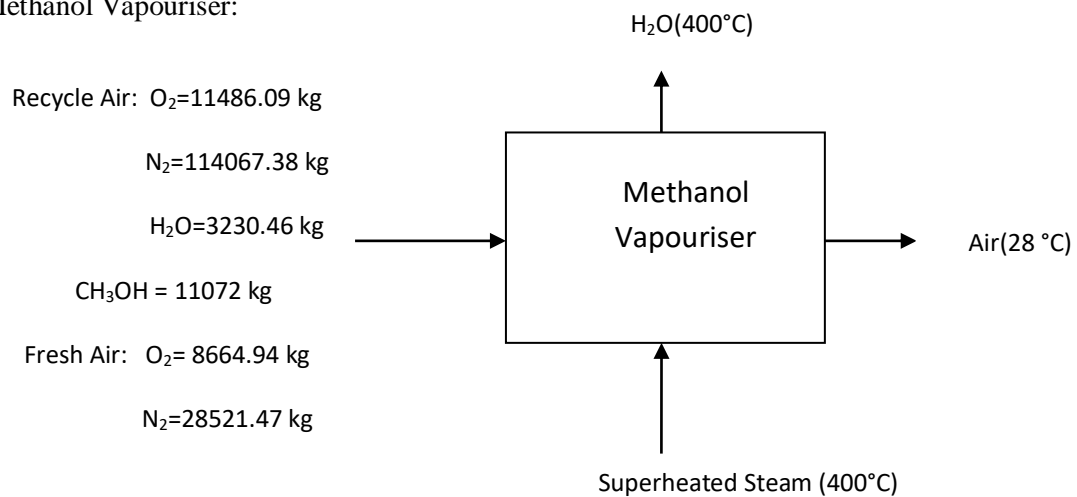 Methanol Vapouriser:
H₂O(400°C)
Recycle Air: O₂=11486.09 kg
N₂=114067.38 kg
H₂O=3230.46 kg
CH₃OH = 11072 kg
Fresh Air: O₂= 8664.94 kg
N₂=28521.47 kg
Methanol
Vapouriser
Air(28 °C)
Superheated Steam (400°C)